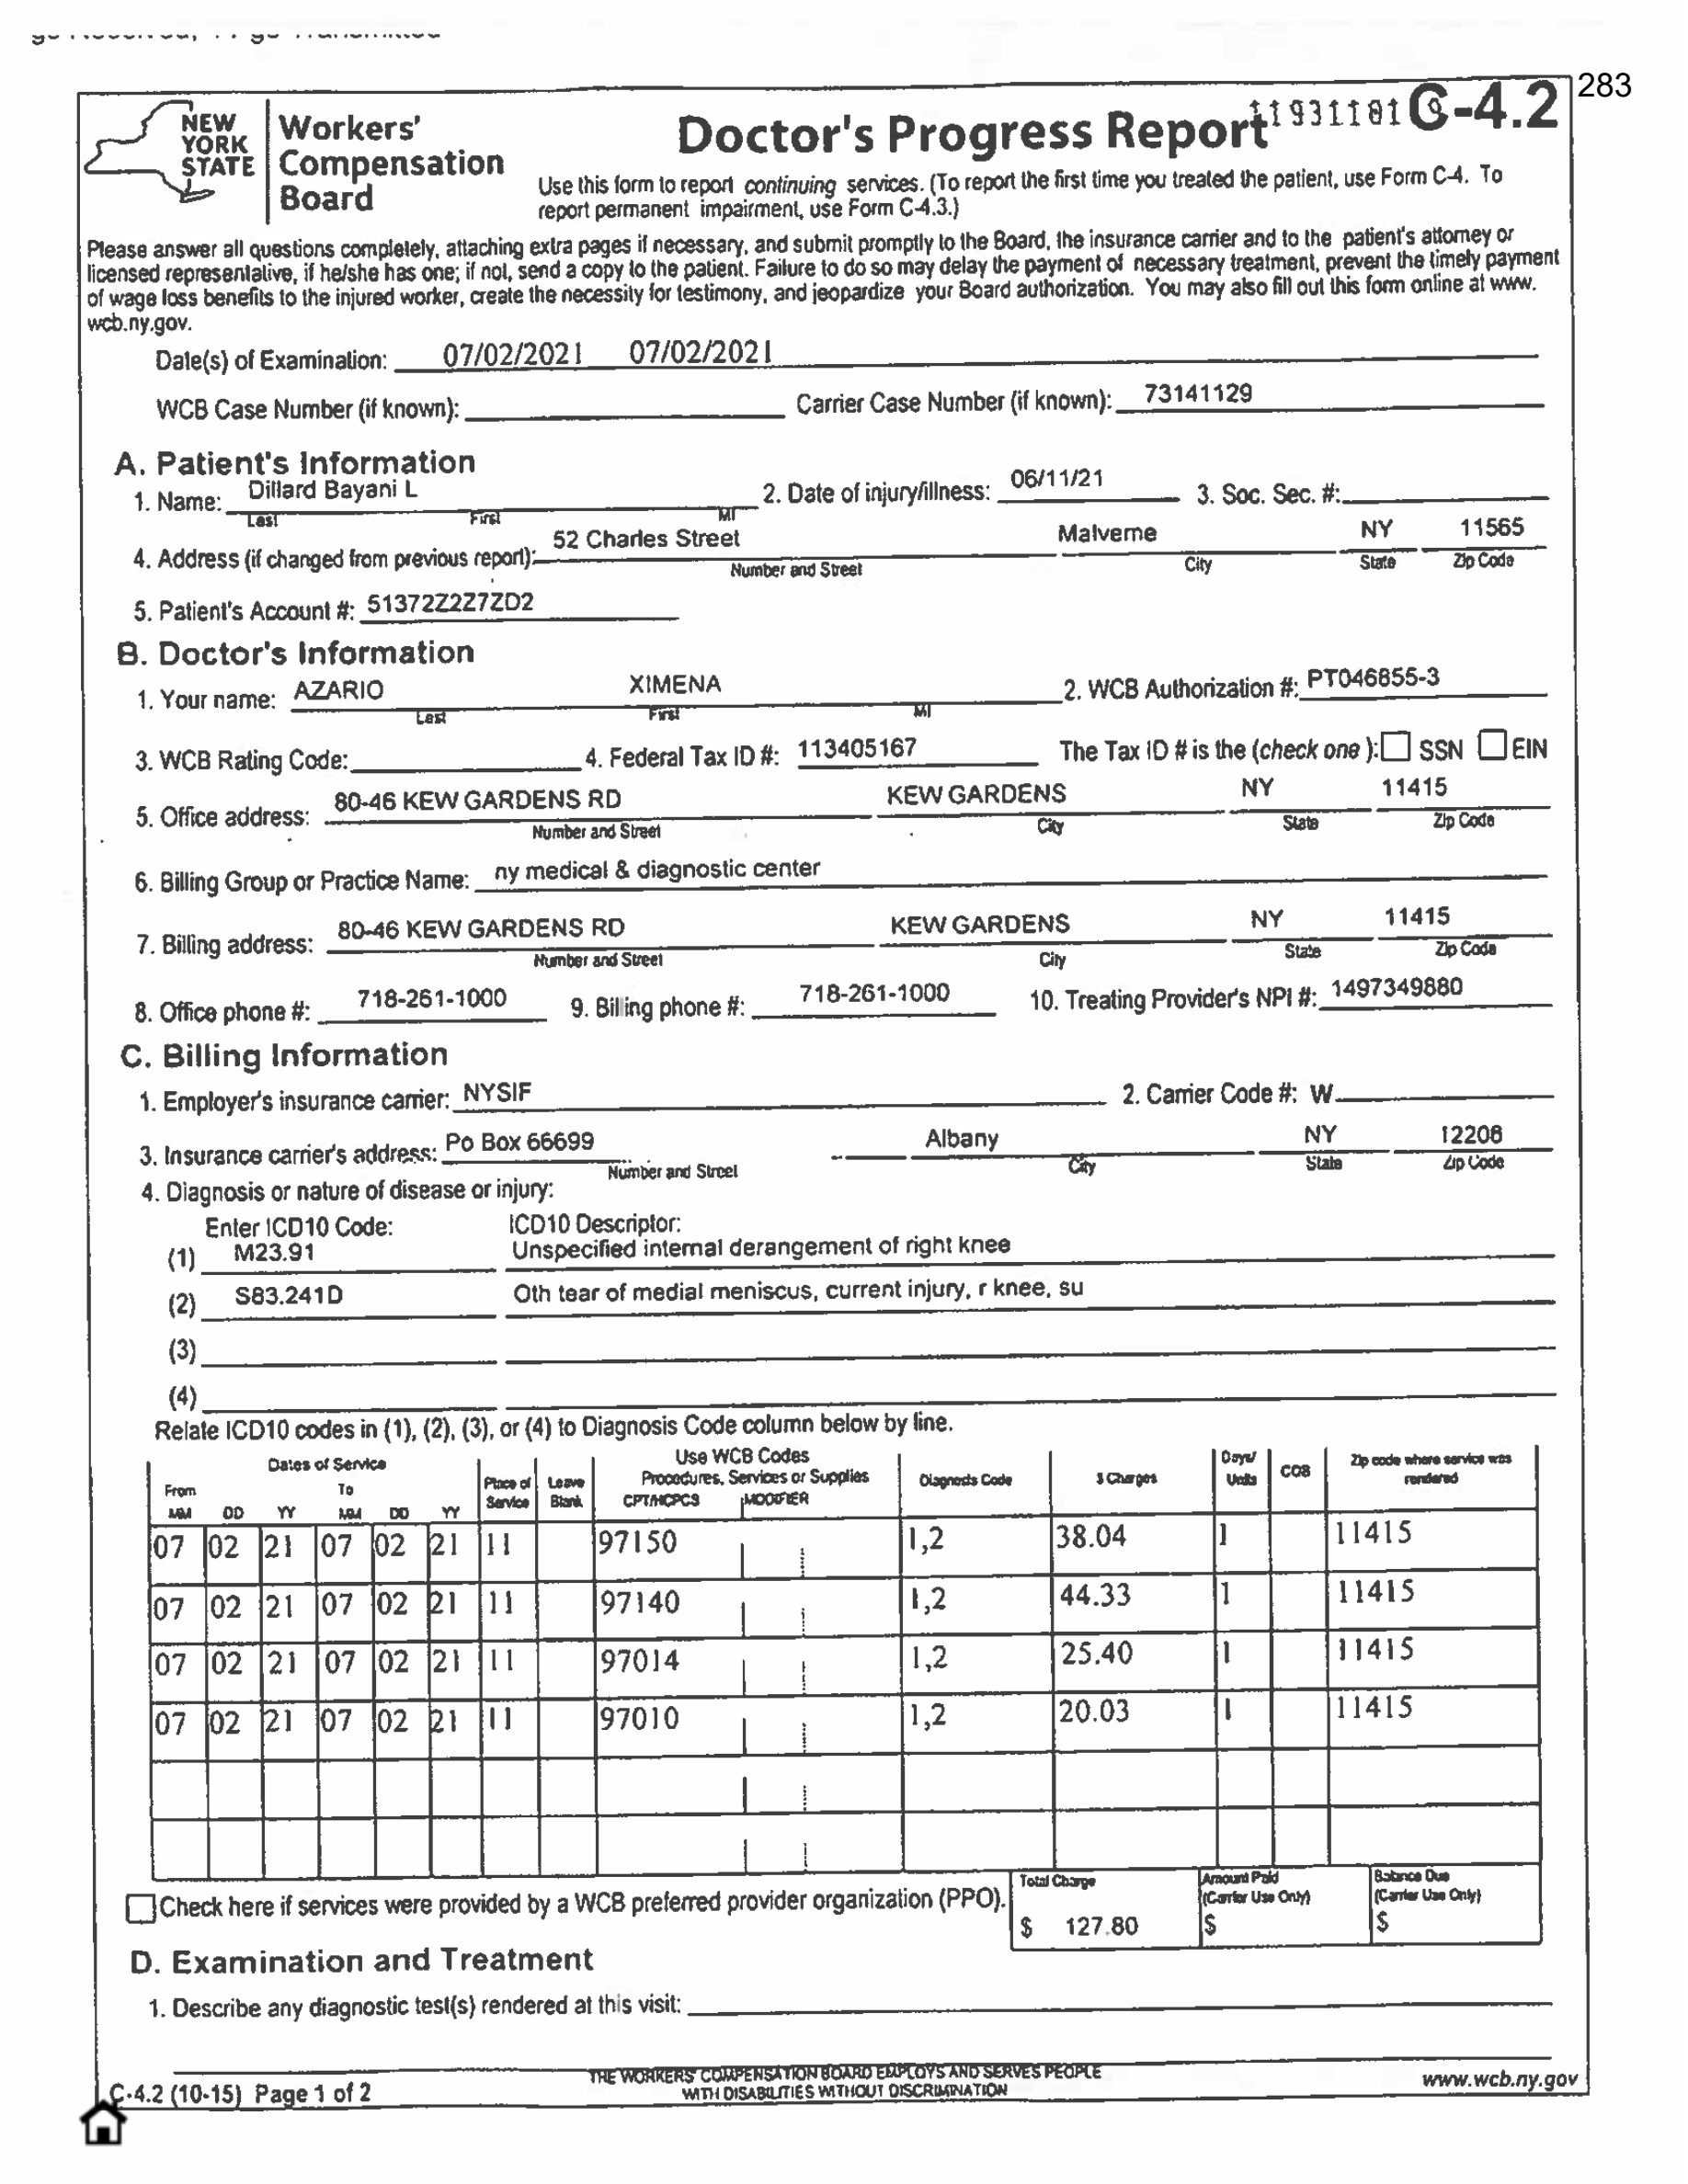 283
NEW YORK STATE
Workers' Compensation Board
Doctor's Progress Report
C-4.2
Use this form to report continuing services. (To report the first time you treated the patient, use Form C-4. To
report permanent impairment, use Form C-4.3.)
Please answer all questions completely, attaching extra pages if necessary, and submit promptly to the Board, the insurance carrier and to the patient's attorney or
licensed representative, if he/she has one; if not, send a copy to the patient. Failure to do so may delay the payment of necessary treatment, prevent the timely payment
of wage loss benefits to the injured worker, create the necessity for testimony, and jeopardize your Board authorization. You may also fill out this form online at www.
wcb.ny.gov.
Date(s) of Examination: 07/02/2021 07/02/2021
WCB Case Number (if known): Carrier Case Number (if known): 73141129
A. Patient's Information
1. Name: Dillard Bayani L 2. Date of injury/illness: 06/11/21 3. Soc. Sec. #:
Last First MI
4. Address (if changed from previous report): 52 Charles Street Malverne NY 11565
Number and Street City State Zip Code
5. Patient's Account #: 51372Z2Z7ZD2
B. Doctor's Information
1. Your name: AZARIO XIMENA 2. WCB Authorization #: PT046855-3
Last First MI
3. WCB Rating Code: 4. Federal Tax ID #: 113405167 The Tax ID # is the (check one ): SSN EIN
5. Office address: 80-46 KEW GARDENS RD KEW GARDENS NY 11415
Number and Street City State Zip Code
6. Billing Group or Practice Name: ny medical & diagnostic center
7. Billing address: 80-46 KEW GARDENS RD KEW GARDENS NY 11415
Number and Street City State Zip Code
8. Office phone #: 718-261-1000 9. Billing phone #: 718-261-1000 10. Treating Provider's NPI #: 1497349880
C. Billing Information
1. Employer's insurance carrier: NYSIF 2. Carrier Code #: W
3. Insurance carrier's address: Po Box 66699 Albany NY 12206
Number and Street City State Zip Code
4. Diagnosis or nature of disease or injury:
Enter ICD10 Code: ICD10 Descriptor:
(1) M23.91 Unspecified internal derangement of right knee
(2) S83.241D Oth tear of medial meniscus, current injury, r knee, su
(3)
(4)
Relate ICD10 codes in (1), (2), (3), or (4) to Diagnosis Code column below by line.
Dates of Service Use WCB Codes
From To Place of Service Leave Blank Procedures, Services or Supplies Diagnosis Code $ Charges Days/ Units COB Zip code where service was rendered
MM DD YY MM DD YY CPT/HCPCS MODIFIER
07 02 21 07 02 21 11 97150 1,2 38.04 1 11415
07 02 21 07 02 21 11 97140 1,2 44.33 1 11415
07 02 21 07 02 21 11 97014 1,2 25.40 1 11415
07 02 21 07 02 21 11 97010 1,2 20.03 1 11415
Check here if services were provided by a WCB preferred provider organization (PPO).
Total Charge $ 127.80
Amount Paid (Carrier Use Only) $
Balance Due (Carrier Use Only) $
D. Examination and Treatment
1. Describe any diagnostic test(s) rendered at this visit:
THE WORKERS' COMPENSATION BOARD EMPLOYS AND SERVES PEOPLE
WITH DISABILITIES WITHOUT DISCRIMINATION
C-4.2 (10-15) Page 1 of 2
www.wcb.ny.gov